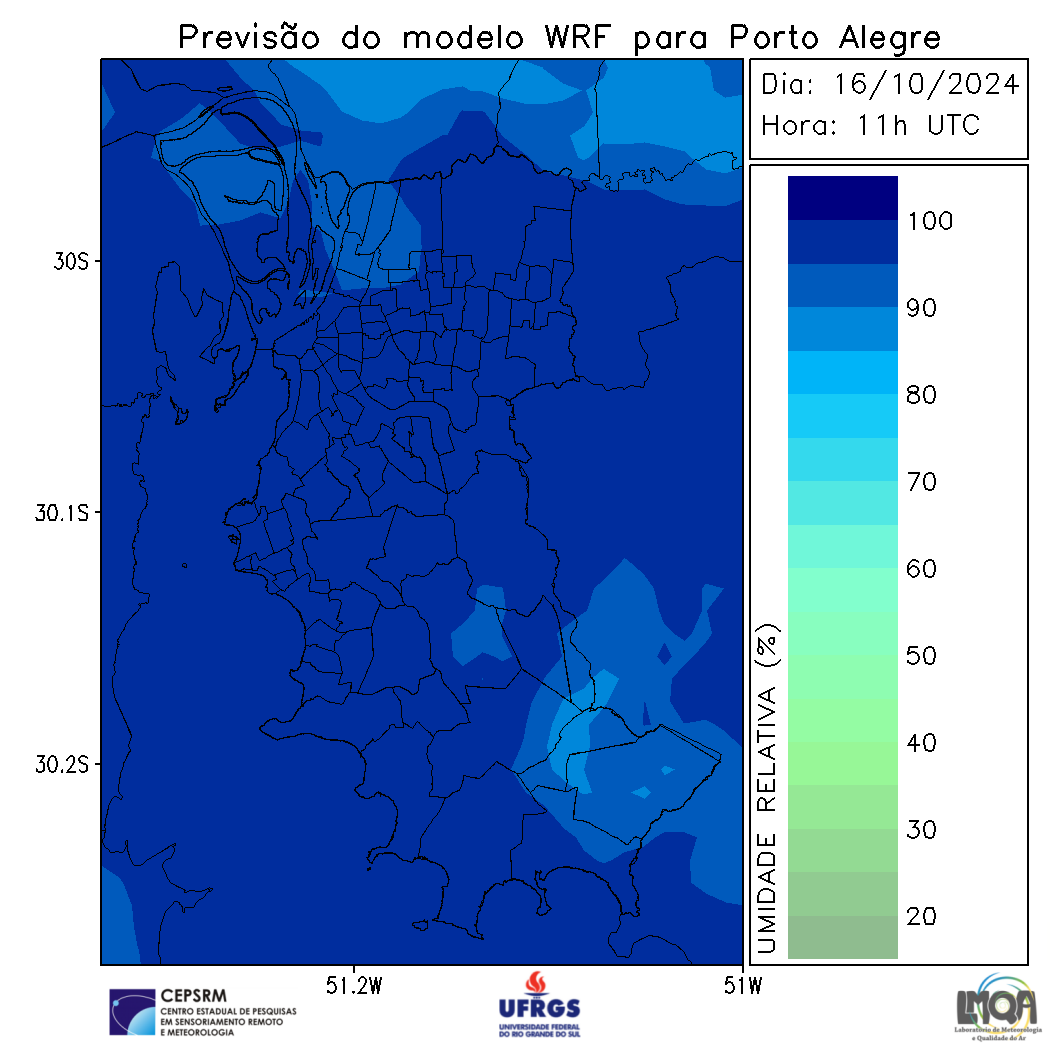 Previsão do modelo WRF para Porto Alegre
Dia: 16/10/2024
Hora: 11h UTC
100
90
80
70
60
50
40
30
20
UMIDADE RELATIVA (%)
30S
30.1S
30.2S
51.2W
51W
CEPSRM
CENTRO ESTADUAL DE PESQUISAS
EM SENSORIAMENTO REMOTO
E METEOROLOGIA
UFRGS
UNIVERSIDADE FEDERAL
DO RIO GRANDE DO SUL
LMQA
Laboratório de Meteorologia
e Qualidade do Ar